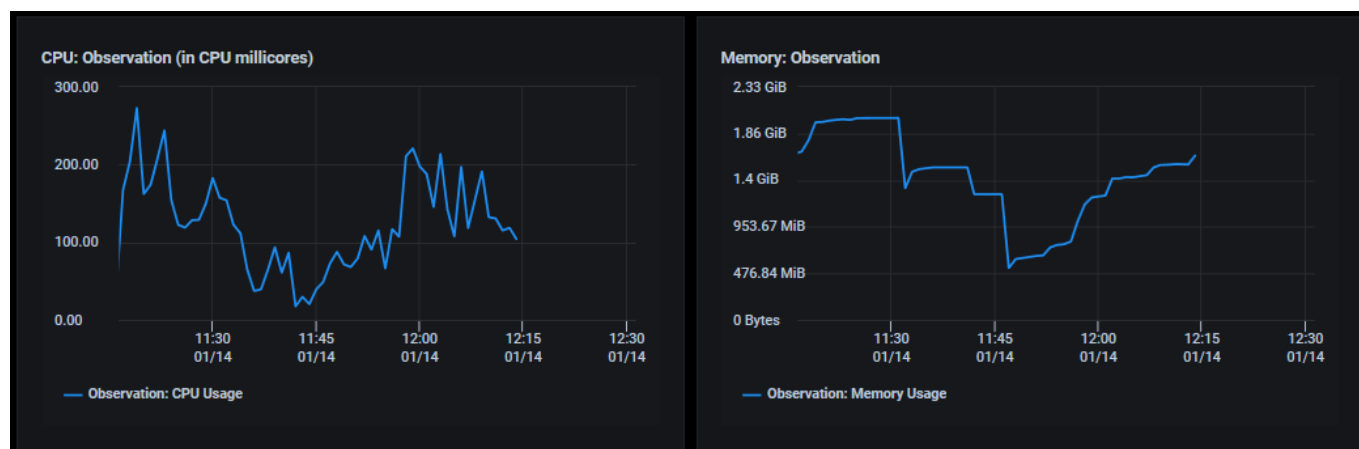 CPU: Observation (in CPU millicores)
300.00
200.00
100.00
0.00
11:30 11:45 12:00 12:15 12:30
01/14 01/14 01/14 01/14 01/14
Observation: CPU Usage
Memory: Observation
2.33 GiB
1.86 GiB
1.4 GiB
953.67 MiB
476.84 MiB
0 Bytes
11:30 11:45 12:00 12:15 12:30
01/14 01/14 01/14 01/14 01/14
Observation: Memory Usage